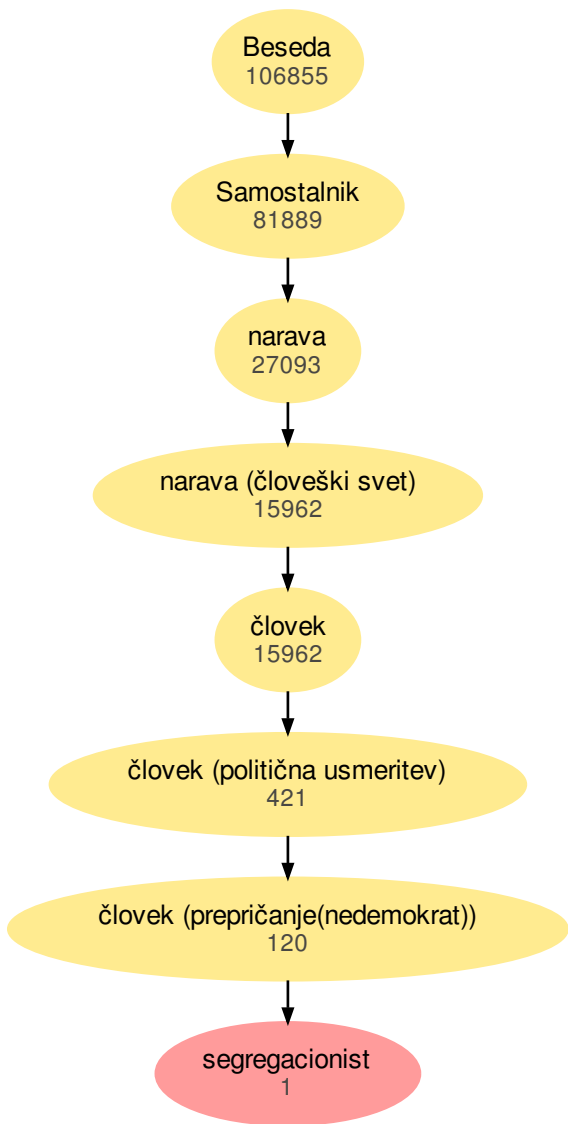 Beseda
106855
Samostalnik
81889
narava
27093
narava (človeški svet)
15962
človek
15962
človek (politična usmeritev)
421
človek (prepričanje(nedemokrat))
120
segregacionist
1